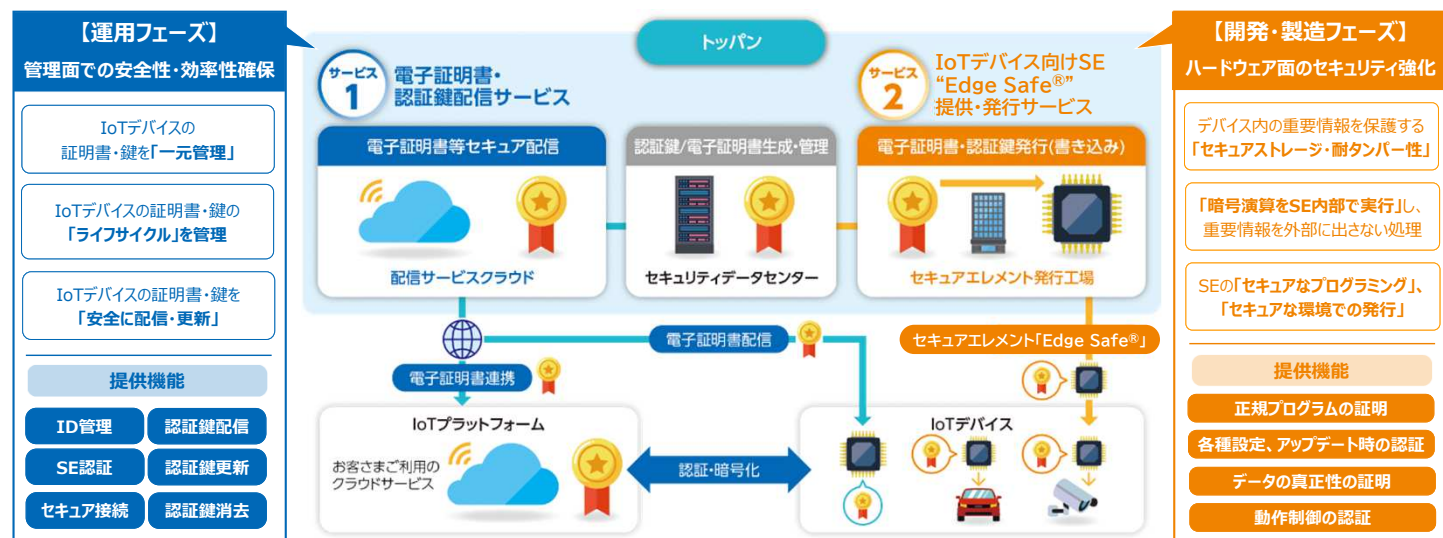 【運用フェーズ】
管理面での安全性・効率性確保
IoTデバイスの
証明書・鍵を「一元管理」
IoTデバイスの証明書・鍵の
「ライフサイクル」を管理
IoTデバイスの証明書・鍵を
「安全に配信・更新」
提供機能
ID管理
認証鍵配信
SE認証
認証鍵更新
セキュア接続
認証鍵消去
トッパン
サービス
1
電子証明書・
認証鍵配信サービス
サービス
2
IoTデバイス向けSE
“Edge Safe®”
提供・発行サービス
電子証明書等セキュア配信
配信サービスクラウド
認証鍵/電子証明書生成・管理
セキュリティデータセンター
電子証明書・認証鍵発行(書き込み)
セキュアエレメント発行工場
電子証明書配信
セキュアエレメント「Edge Safe®」
電子証明書連携
IoTプラットフォーム
お客さまご利用の
クラウドサービス
認証・暗号化
IoTデバイス
【開発・製造フェーズ】
ハードウェア面のセキュリティ強化
デバイス内の重要情報を保護する
「セキュアストレージ・耐タンパー性」
「暗号演算をSE内部で実行」し、
重要情報を外部に出さない処理
SEの「セキュアなプログラミング」、
「セキュアな環境での発行」
提供機能
正規プログラムの証明
各種設定、アップデート時の認証
データの真正性の証明
動作制御の認証